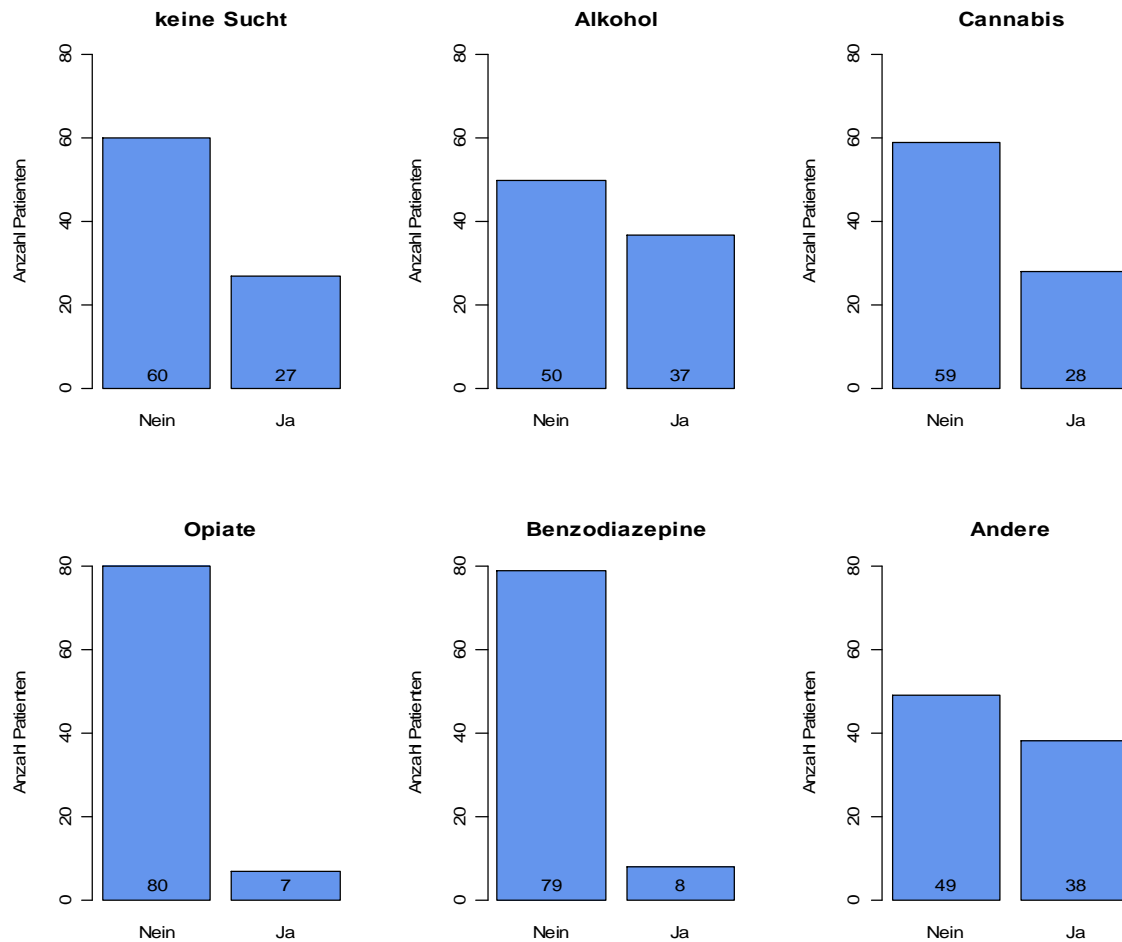 keine Sucht
Anzahl Patienten
80
60
40
20
0
60
27
Nein
Ja
Alkohol
Anzahl Patienten
80
60
40
20
0
50
37
Nein
Ja
Cannabis
Anzahl Patienten
80
60
40
20
0
59
28
Nein
Ja
Opiate
Anzahl Patienten
80
60
40
20
0
80
7
Nein
Ja
Benzodiazepine
Anzahl Patienten
80
60
40
20
0
79
8
Nein
Ja
Andere
Anzahl Patienten
80
60
40
20
0
49
38
Nein
Ja